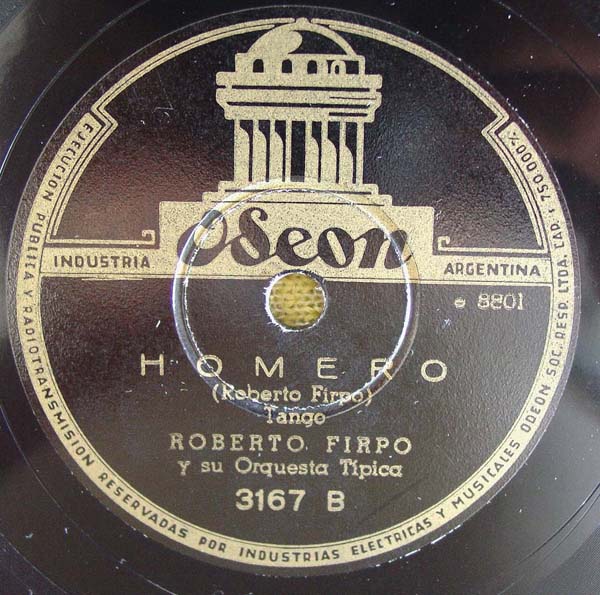 Odeon
INDUSTRIA ARGENTINA
e 8801
HOMERO
(Roberto Firpo)
Tango
ROBERTO FIRPO
y su Orquesta Típica
3167 B
EJECUCION PUBLICA Y RADIOTRANSMISION RESERVADAS POR INDUSTRIAS ELECTRICAS Y MUSICALES ODEON SOC. RESP. LTDA. CAP. $ 750.000 %